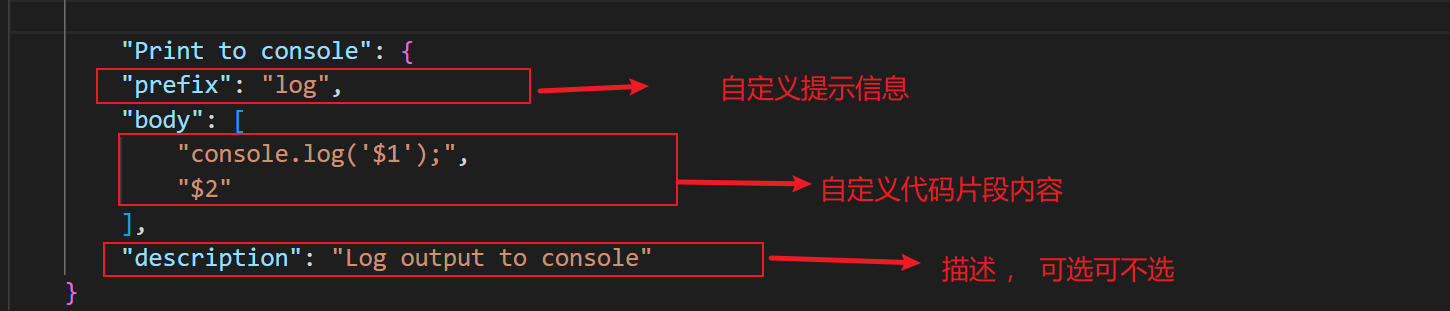 "Print to console": {
"prefix": "log",
自定义提示信息
"body": [
"console.log('$1');",
"$2"
自定义代码片段内容
],
"description": "Log output to console"
描述， 可选可不选
}